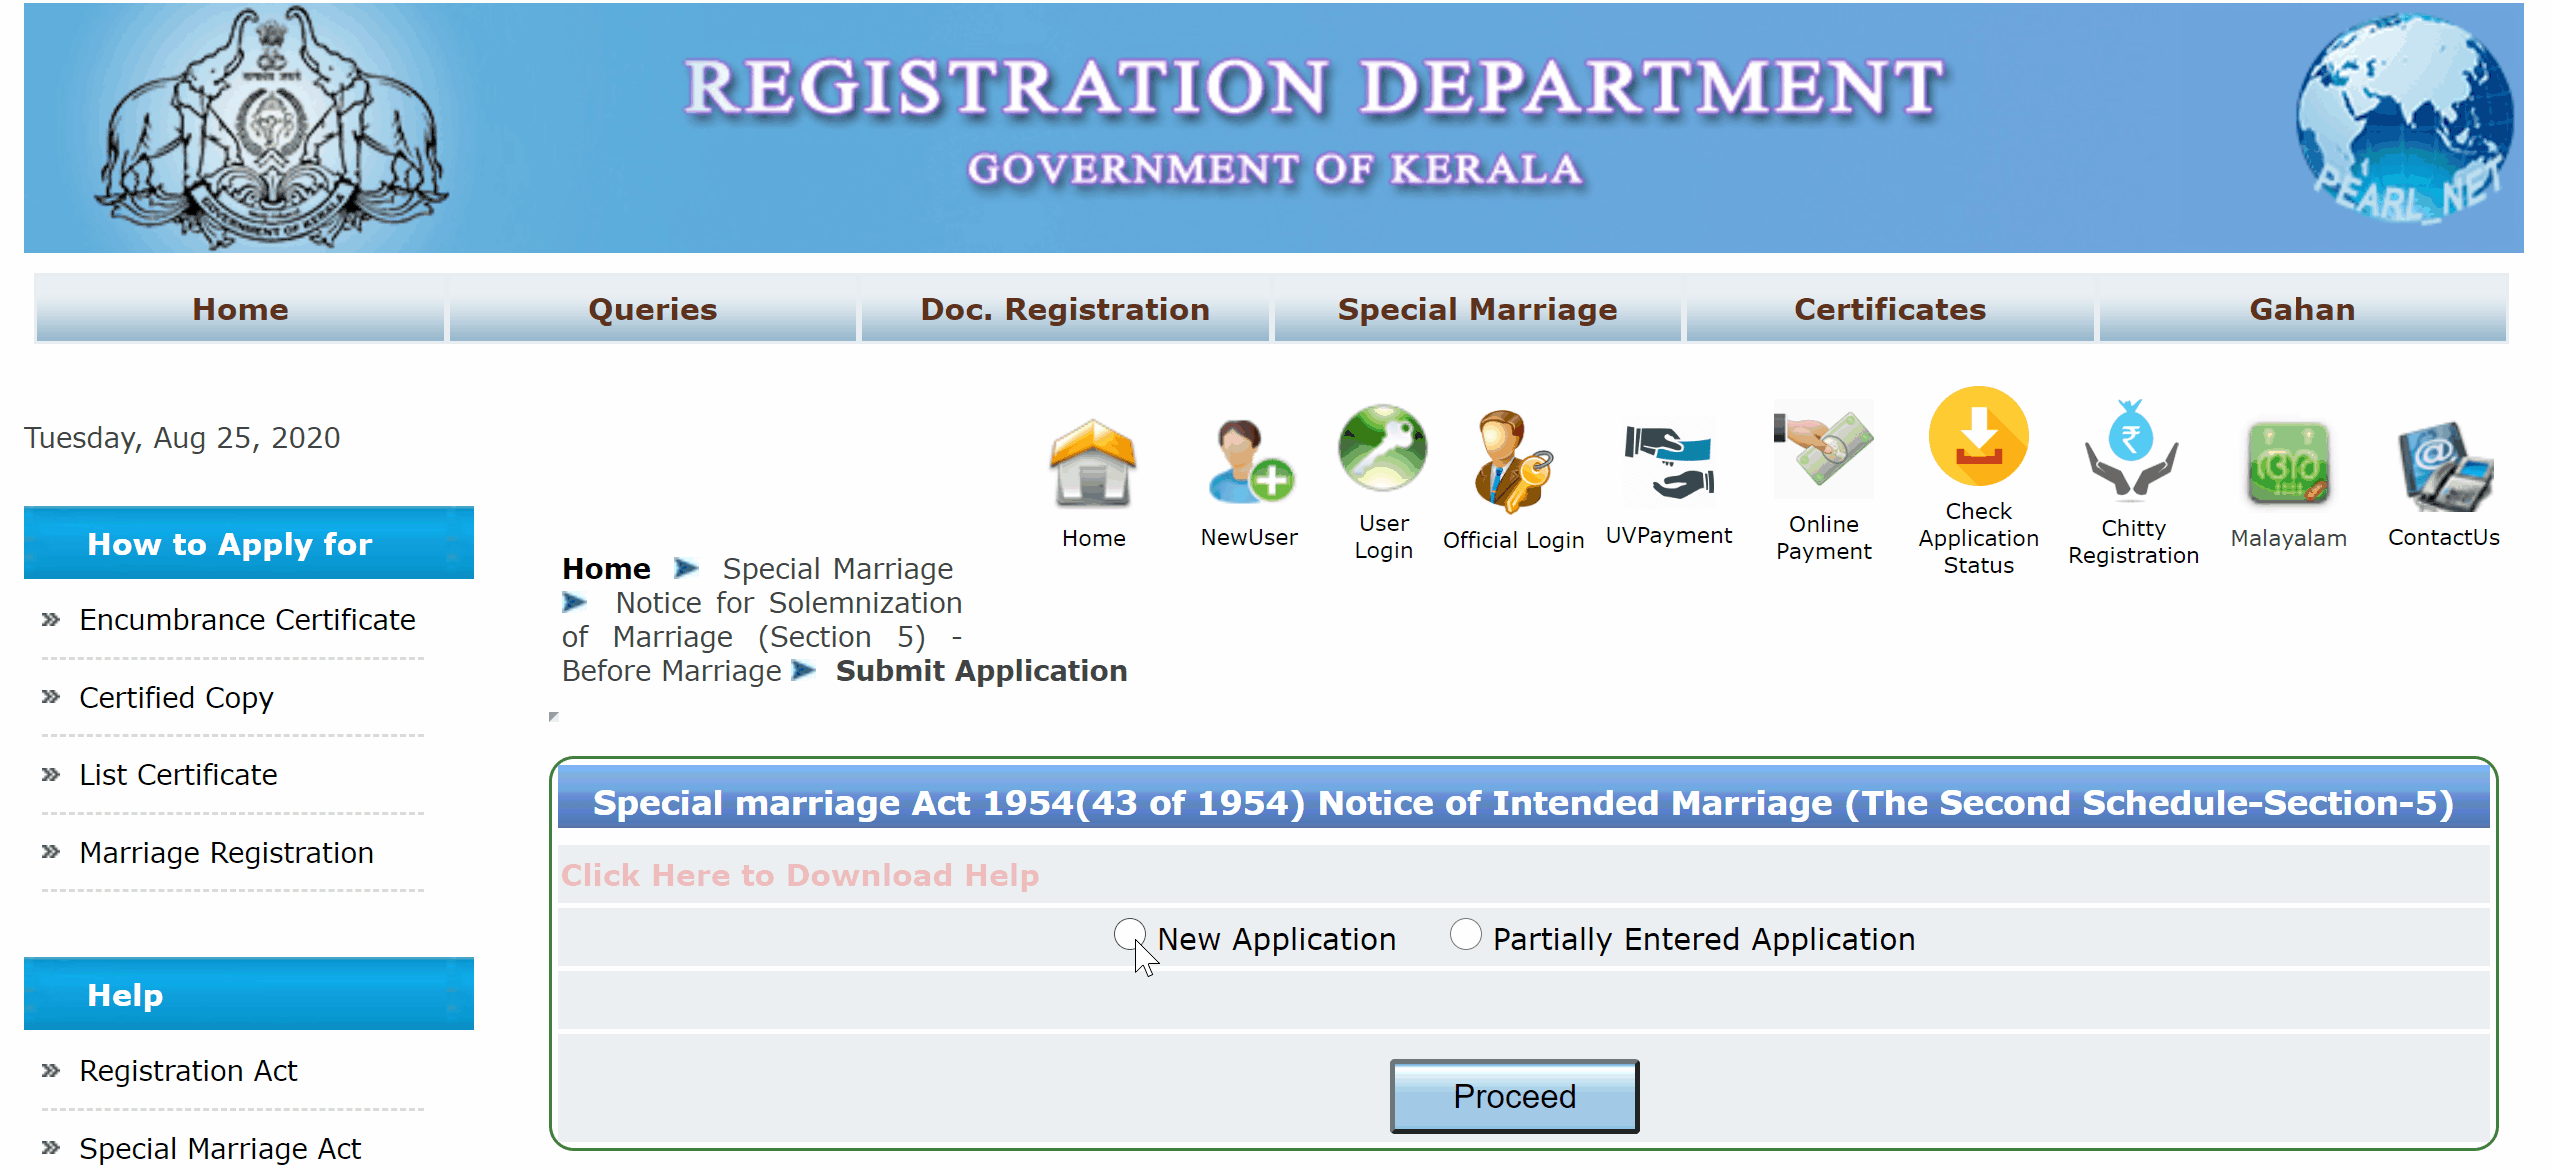 REGISTRATION DEPARTMENT
GOVERNMENT OF KERALA
GOVERNMENT OF KERALA
PEARL_NET
Home
Queries
Doc. Registration
Special Marriage
Certificates
Gahan
Tuesday, Aug 25, 2020
Home
NewUser
User
Login
Official Login
UVPayment
Online
Payment
Check
Application
Status
Chitty
Registration
അ
Malayalam
ContactUs
How to Apply for
Encumbrance Certificate
Certified Copy
List Certificate
Marriage Registration
Help
Registration Act
Special Marriage Act
Home Special Marriage
Notice for Solemnization
of Marriage (Section 5) -
Before Marriage Submit Application
Special marriage Act 1954(43 of 1954) Notice of Intended Marriage (The Second Schedule-Section-5)
Click Here to Download Help
New Application Partially Entered Application
Proceed